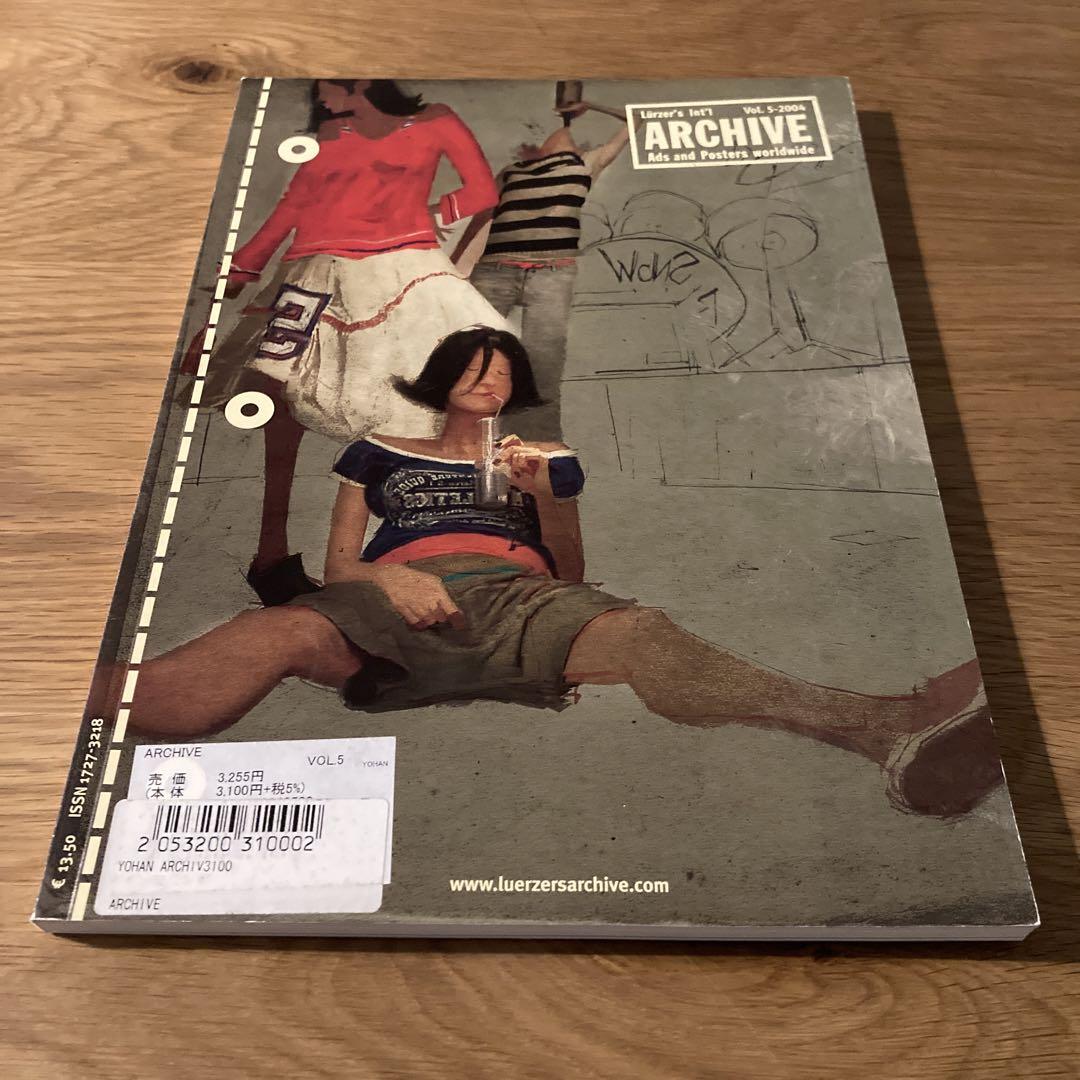 Lürzer's Int'l Vol. 5-2004
ARCHIVE
Ads and Posters worldwide
ISSN 1727-3218
€ 13.50
ARCHIVE VOL.5 YOHAN
売 価 3,255円
(本 体 3,100円+税5%)
2 053200 310002
YOHAN ARCHIV3100
ARCHIVE
www.luerzersarchive.com